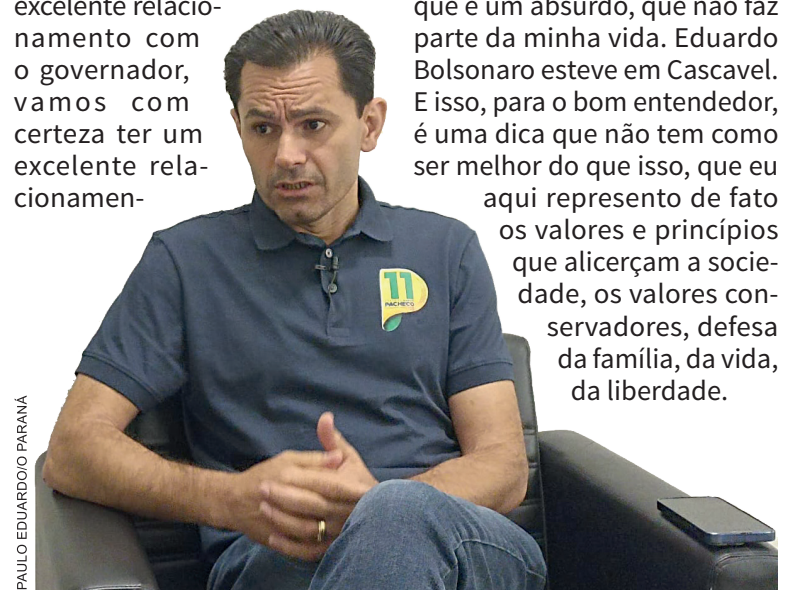 excelente relacio-
namento com
o governador,
vamos com
certeza ter um
excelente rela-
cionamen-
que é um absurdo, que não faz
parte da minha vida. Eduardo
Bolsonaro esteve em Cascavel.
E isso, para o bom entendedor,
é uma dica que não tem como
ser melhor do que isso, que eu
aqui represento de fato
os valores e princípios
que alicerçam a socie-
dade, os valores con-
servadores, defesa
da família, da vida,
da liberdade.
11
PACHECO
PAULO EDUARDO/O PARANÁ